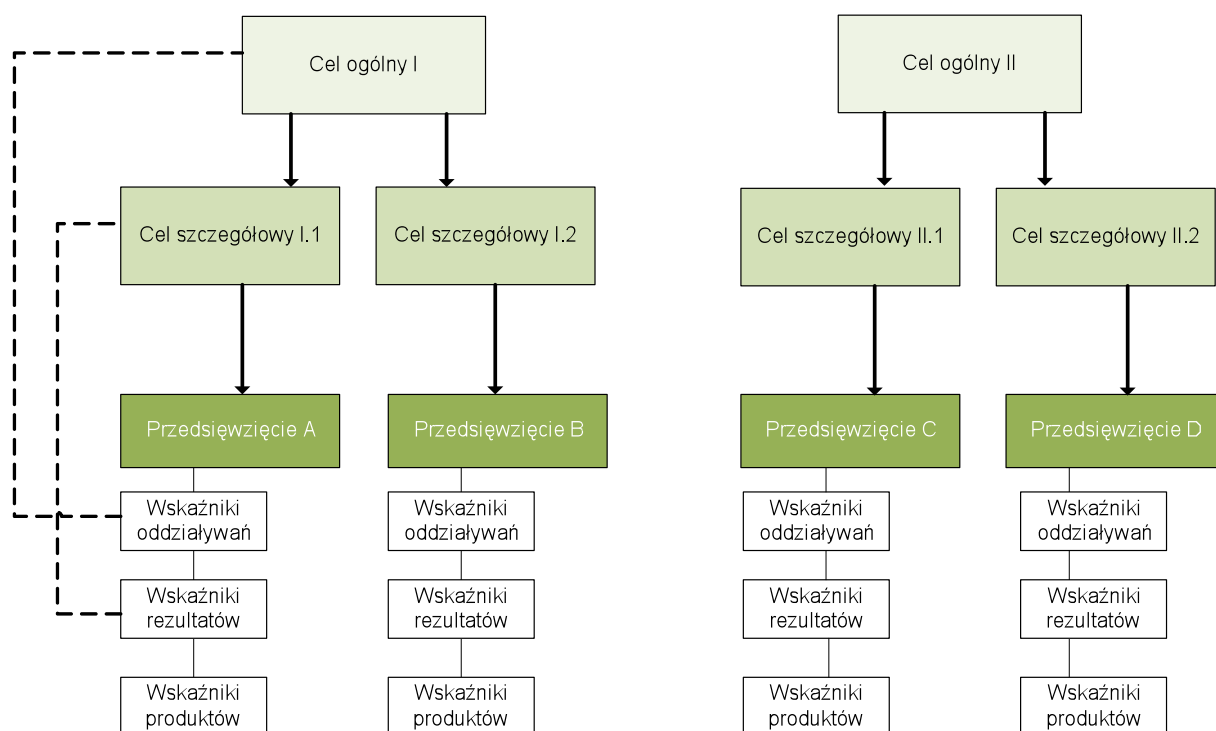 Cel ogólny I
Cel ogólny II
Cel szczegółowy I.1
Cel szczegółowy I.2
Cel szczegółowy II.1
Cel szczegółowy II.2
Przedsięwzięcie A
Przedsięwzięcie B
Przedsięwzięcie C
Przedsięwzięcie D
Wskaźniki
oddziaływań
Wskaźniki
oddziaływań
Wskaźniki
oddziaływań
Wskaźniki
oddziaływań
Wskaźniki
rezultatów
Wskaźniki
rezultatów
Wskaźniki
rezultatów
Wskaźniki
rezultatów
Wskaźniki
produktów
Wskaźniki
produktów
Wskaźniki
produktów
Wskaźniki
produktów